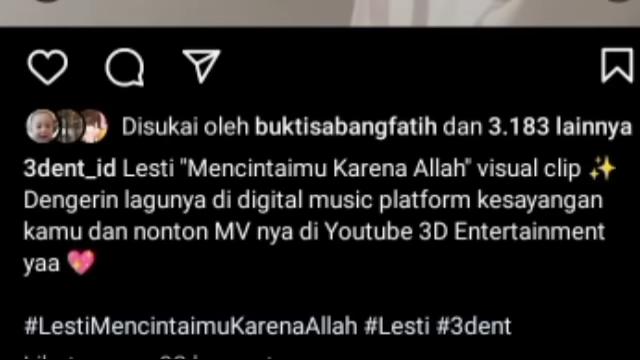 Disukai oleh buktisabangfatih dan 3.183 lainnya
3dent_id Lesti "Mencintaimu Karena Allah" visual clip ✨
Dengerin lagunya di digital music platform kesayangan
kamu dan nonton MV nya di Youtube 3D Entertainment
yaa 💖
#LestiMencintaimuKarenaAllah #Lesti #3dent